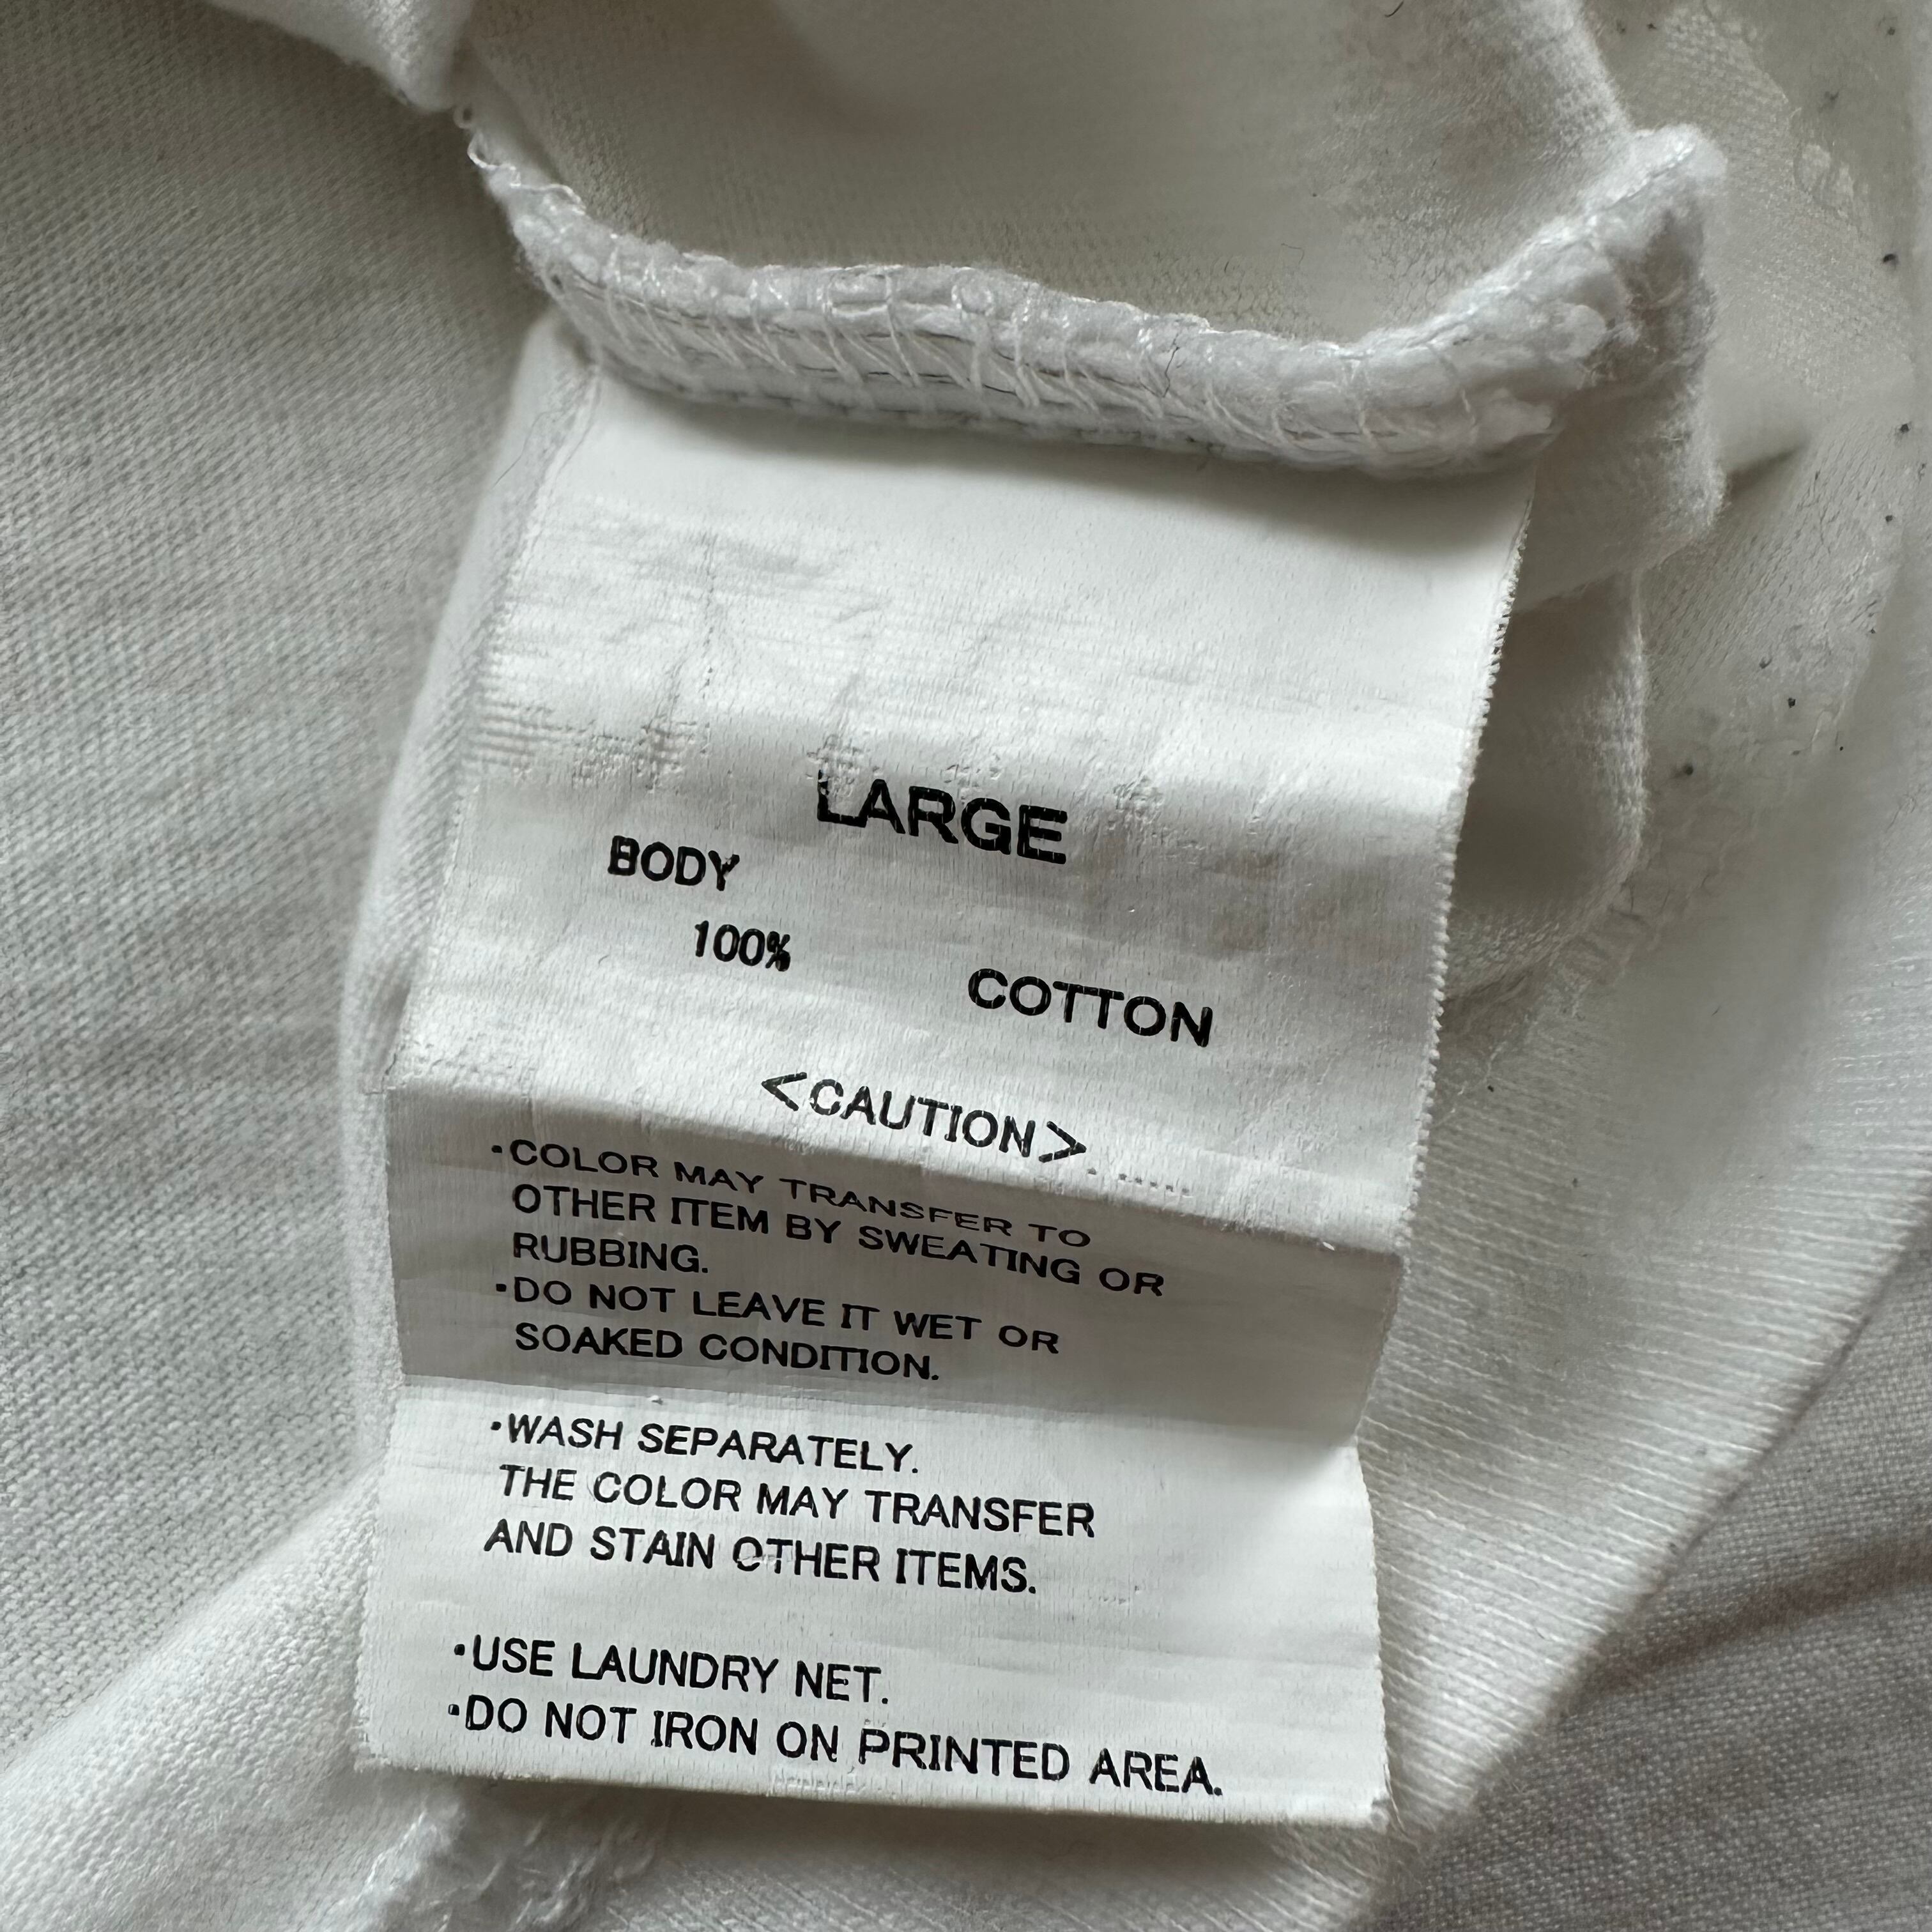 LARGE
BODY
100% COTTON
<CAUTION>
・COLOR MAY TRANSFER TO
OTHER ITEM BY SWEATING OR
RUBBING.
・DO NOT LEAVE IT WET OR
SOAKED CONDITION.
・WASH SEPARATELY.
THE COLOR MAY TRANSFER
AND STAIN OTHER ITEMS.
・USE LAUNDRY NET.
・DO NOT IRON ON PRINTED AREA.